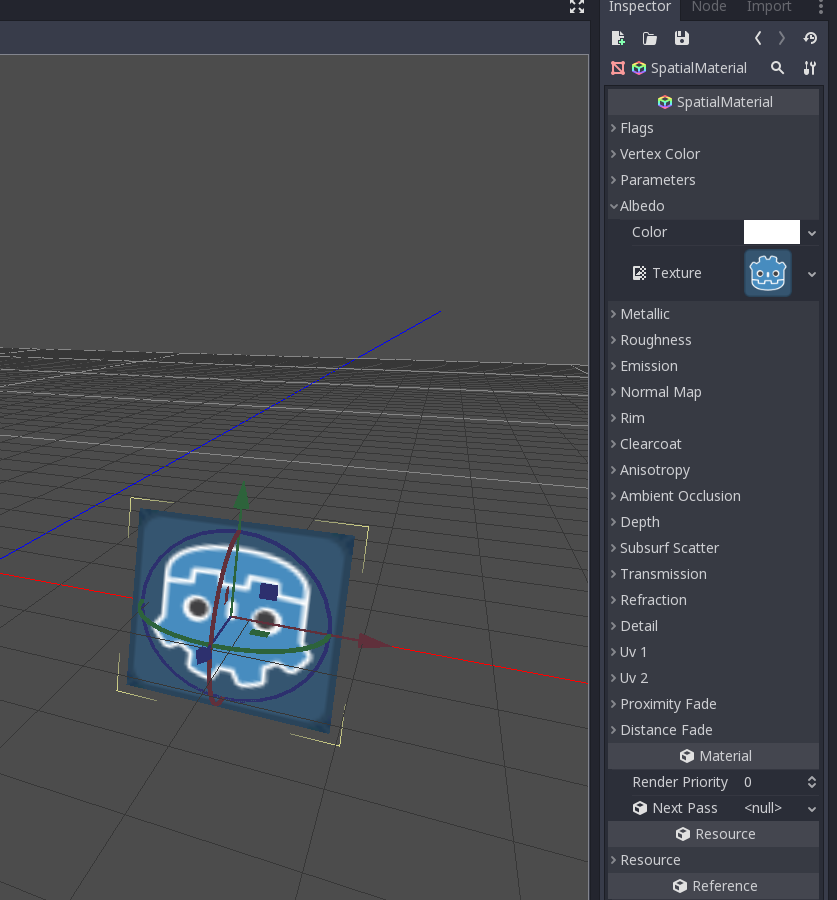 Inspector Node Import
SpatialMaterial
SpatialMaterial
Flags
Vertex Color
Parameters
Albedo
Color
Texture
Metallic
Roughness
Emission
Normal Map
Rim
Clearcoat
Anisotropy
Ambient Occlusion
Depth
Subsurf Scatter
Transmission
Refraction
Detail
Uv 1
Uv 2
Proximity Fade
Distance Fade
Material
Render Priority 0
Next Pass <null>
Resource
Resource
Reference